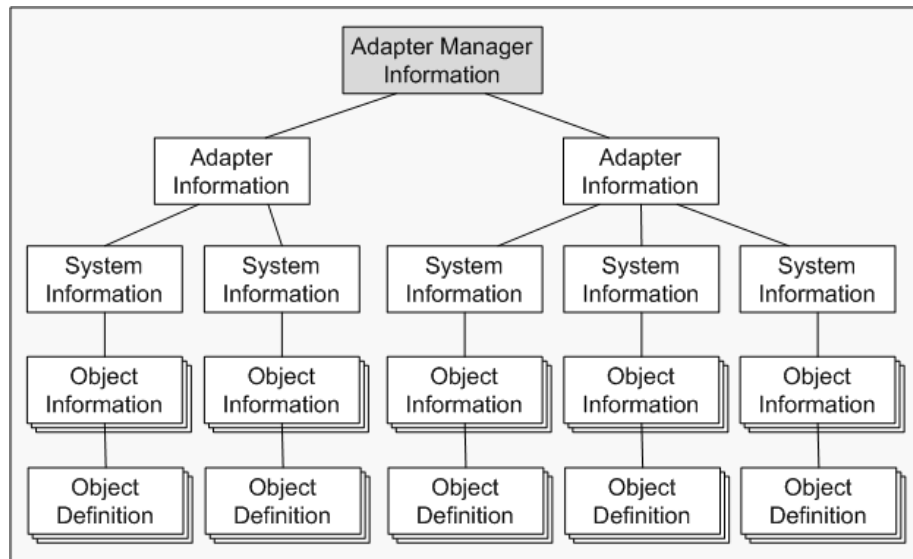 Adapter Manager
Information
Adapter
Information
Adapter
Information
System
Information
System
Information
System
Information
System
Information
System
Information
Object
Information
Object
Information
Object
Information
Object
Information
Object
Information
Object
Definition
Object
Definition
Object
Definition
Object
Definition
Object
Definition